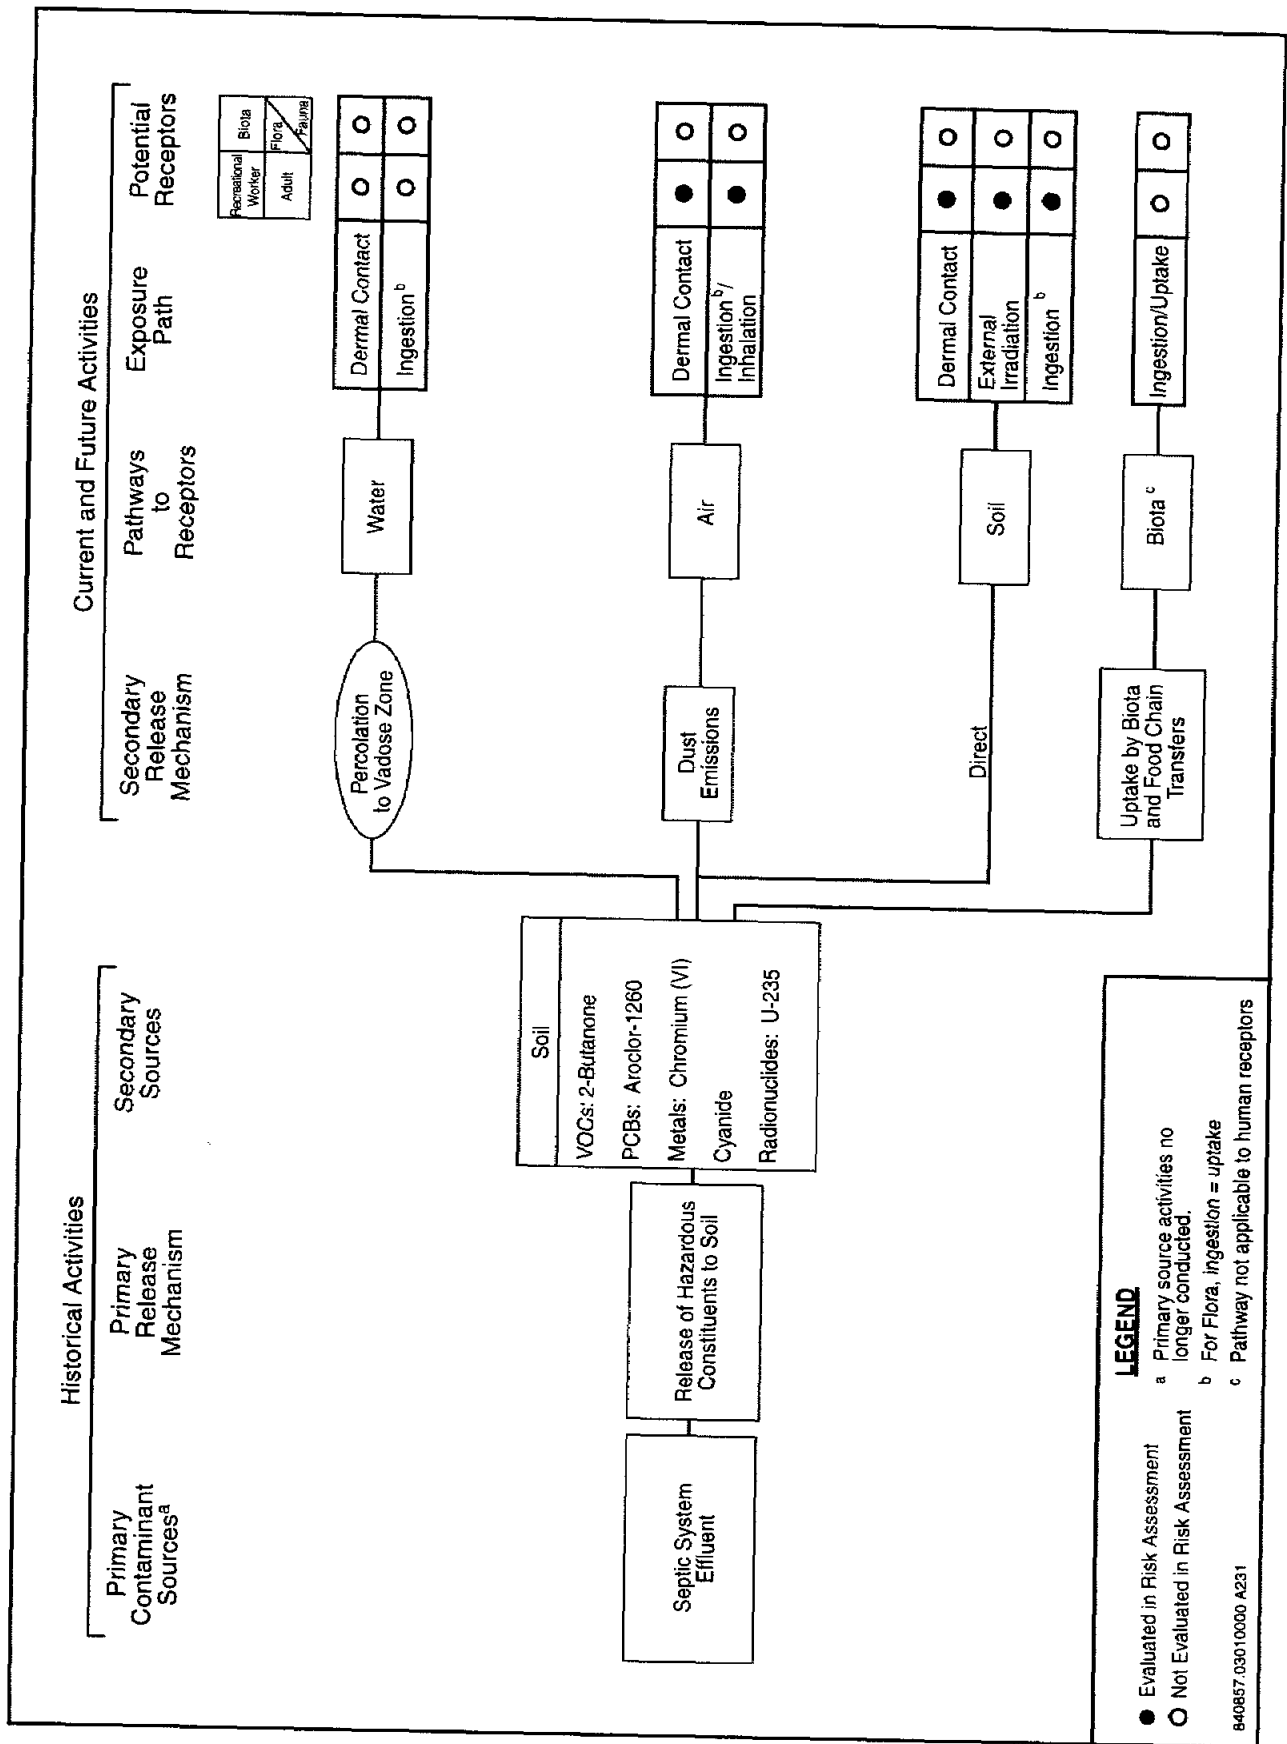 Historical Activities
Current and Future Activities
Primary
Contaminant
Sourcesᵃ
Primary
Release
Mechanism
Secondary
Sources
Secondary
Release
Mechanism
Pathways
to
Receptors
Exposure
Path
Potential
Receptors
Recreational
Worker
Biota
Adult
Flora
Fauna
Septic System
Effluent
Release of Hazardous
Constituents to Soil
Soil
VOCs: 2-Butanone
PCBs: Aroclor-1260
Metals: Chromium (VI)
Cyanide
Radionuclides: U-235
Percolation
to Vadose Zone
Water
Dermal Contact
Ingestionᵇ
Dust
Emissions
Air
Dermal Contact
Ingestion ᵇ/
Inhalation
Direct
Soil
Dermal Contact
External
Irradiation
Ingestion ᵇ
Uptake by Biota
and Food Chain
Transfers
Biota ᶜ
Ingestion/Uptake
LEGEND
● Evaluated in Risk Assessment
O Not Evaluated in Risk Assessment
a Primary source activities no
longer conducted.
b For Flora, ingestion = uptake
c Pathway not applicable to human receptors
840857.03010000 A231